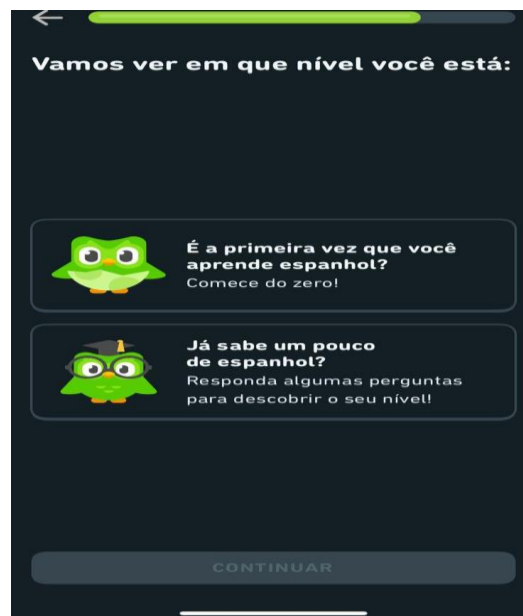 Vamos ver em que nível você está:
É a primeira vez que você
aprende espanhol?
Comece do zero!
Já sabe um pouco
de espanhol?
Responda algumas perguntas
para descobrir o seu nível!
CONTINUAR